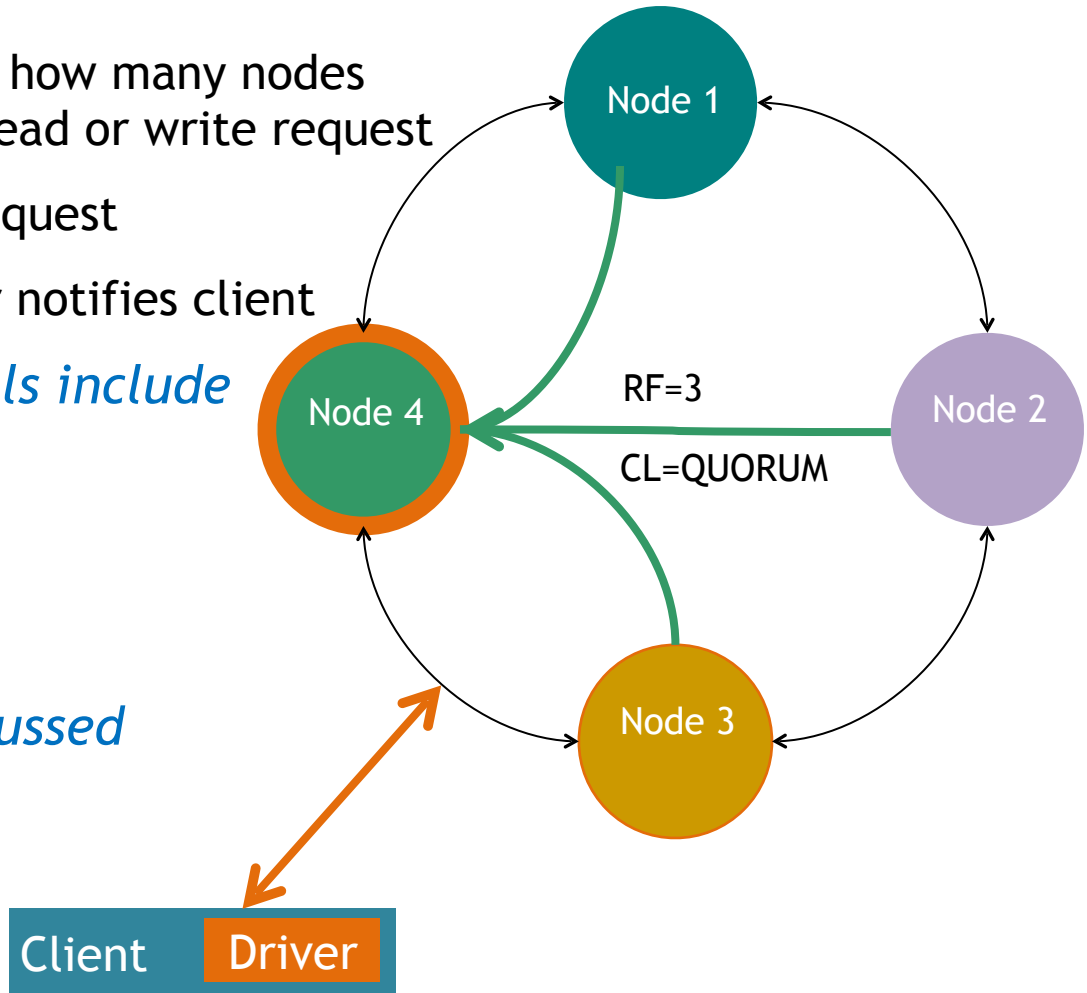 how many nodes
ead or write request
quest
notifies client
ls include
ussed
Node 1
Node 4
RF=3
Node 2
CL=QUORUM
Node 3
Client
Driver